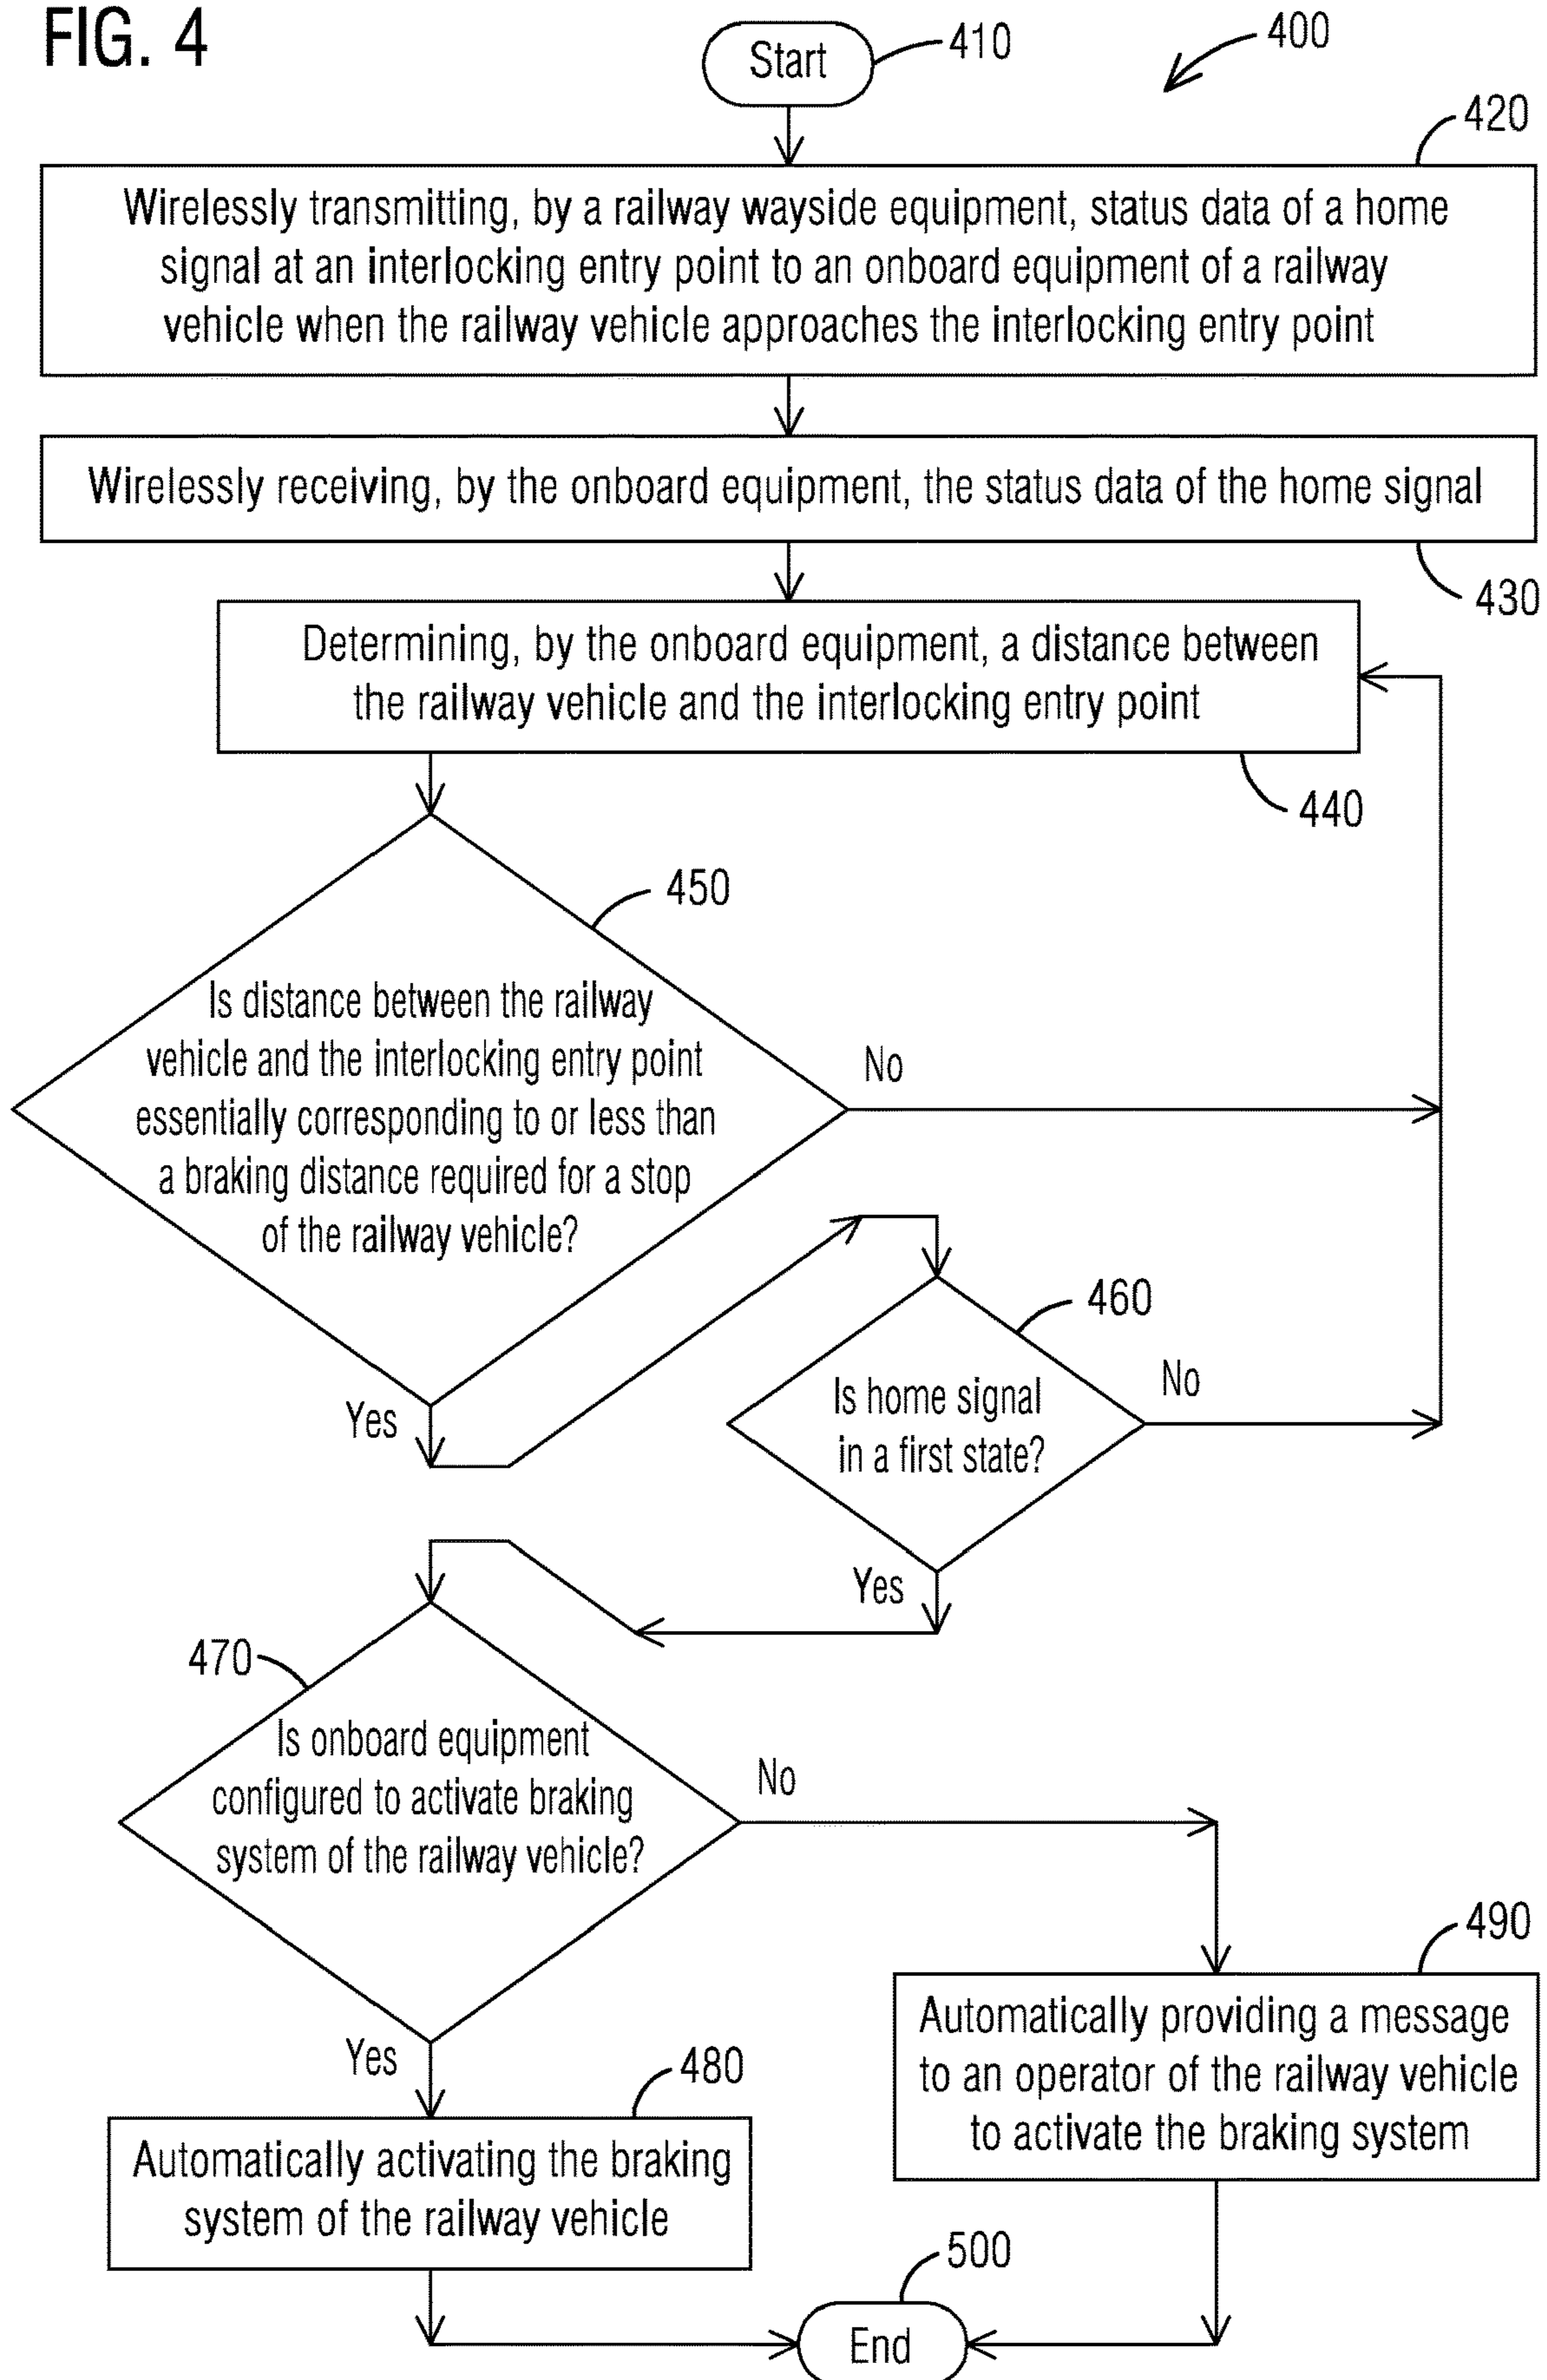 FIG. 4
Start
410
400
420
Wirelessly transmitting, by a railway wayside equipment, status data of a home
signal at an interlocking entry point to an onboard equipment of a railway
vehicle when the railway vehicle approaches the interlocking entry point
Wirelessly receiving, by the onboard equipment, the status data of the home signal
430
Determining, by the onboard equipment, a distance between
the railway vehicle and the interlocking entry point
440
450
Is distance between the railway
vehicle and the interlocking entry point
essentially corresponding to or less than
a braking distance required for a stop
of the railway vehicle?
No
Yes
460
Is home signal
in a first state?
No
Yes
470
Is onboard equipment
configured to activate braking
system of the railway vehicle?
No
Yes
480
Automatically activating the braking
system of the railway vehicle
490
Automatically providing a message
to an operator of the railway vehicle
to activate the braking system
500
End